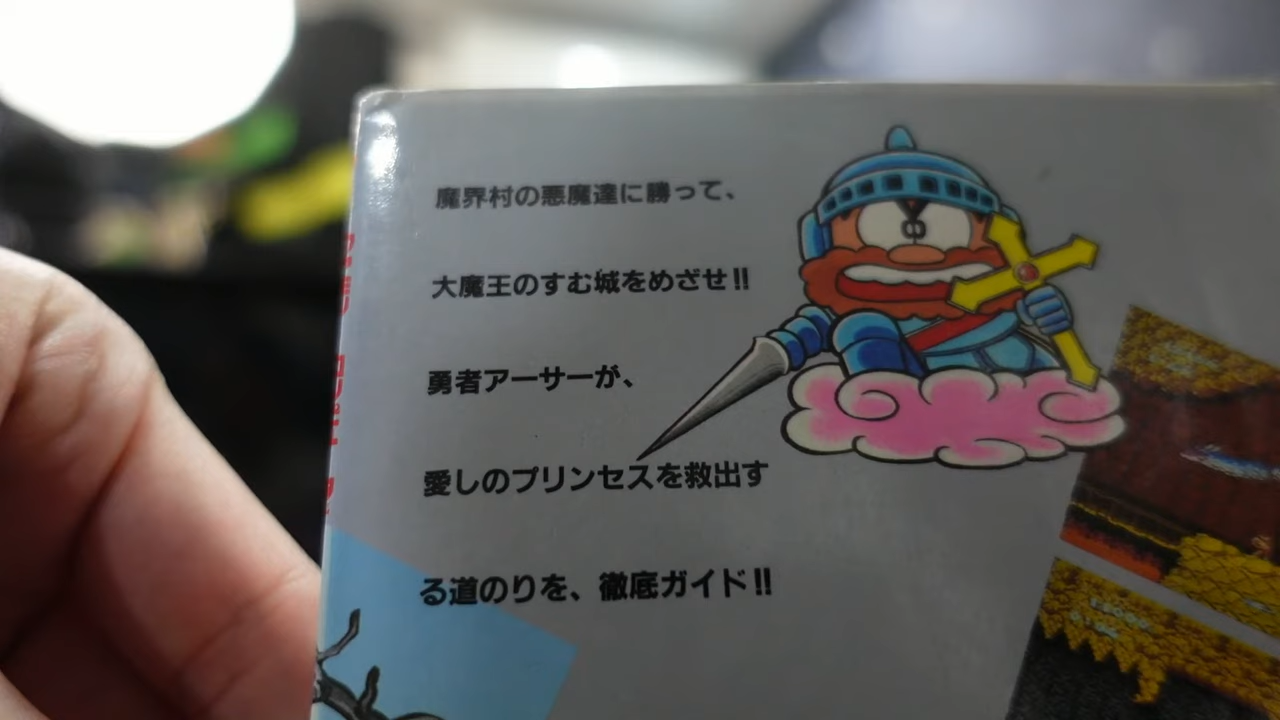 魔界村の悪魔達に勝って、
大魔王のすむ城をめざせ!!
勇者アーサーが、
愛しのプリンセスを救出す
る道のりを、徹底ガイド!!